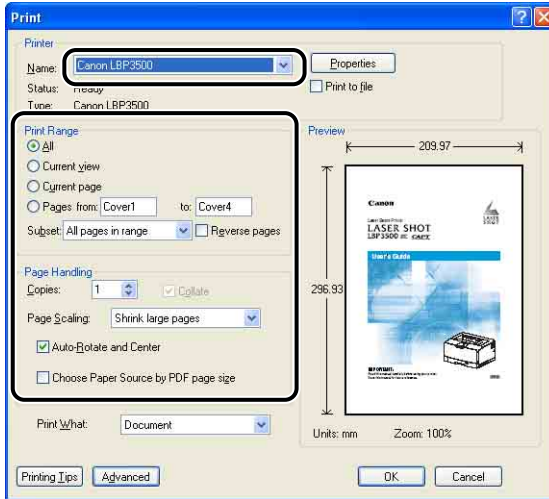 Print
Printer
Name: Canon LBP3500 Properties
Status: Ready Print to file
Type: Canon LBP3500
Print Range
All
Current view
Current page
Pages from: Cover1 to: Cover4
Subset: All pages in range Reverse pages
Page Handling
Copies: 1 Collate
Page Scaling: Shrink large pages
Auto-Rotate and Center
Choose Paper Source by PDF page size
Print What: Document
Preview
209.97
296.93
Canon
Laser Beam Printer
LASER SHOT
LBP3500
User's Guide
IMPORTANT:
Units: mm Zoom: 100%
Printing Tips Advanced OK Cancel